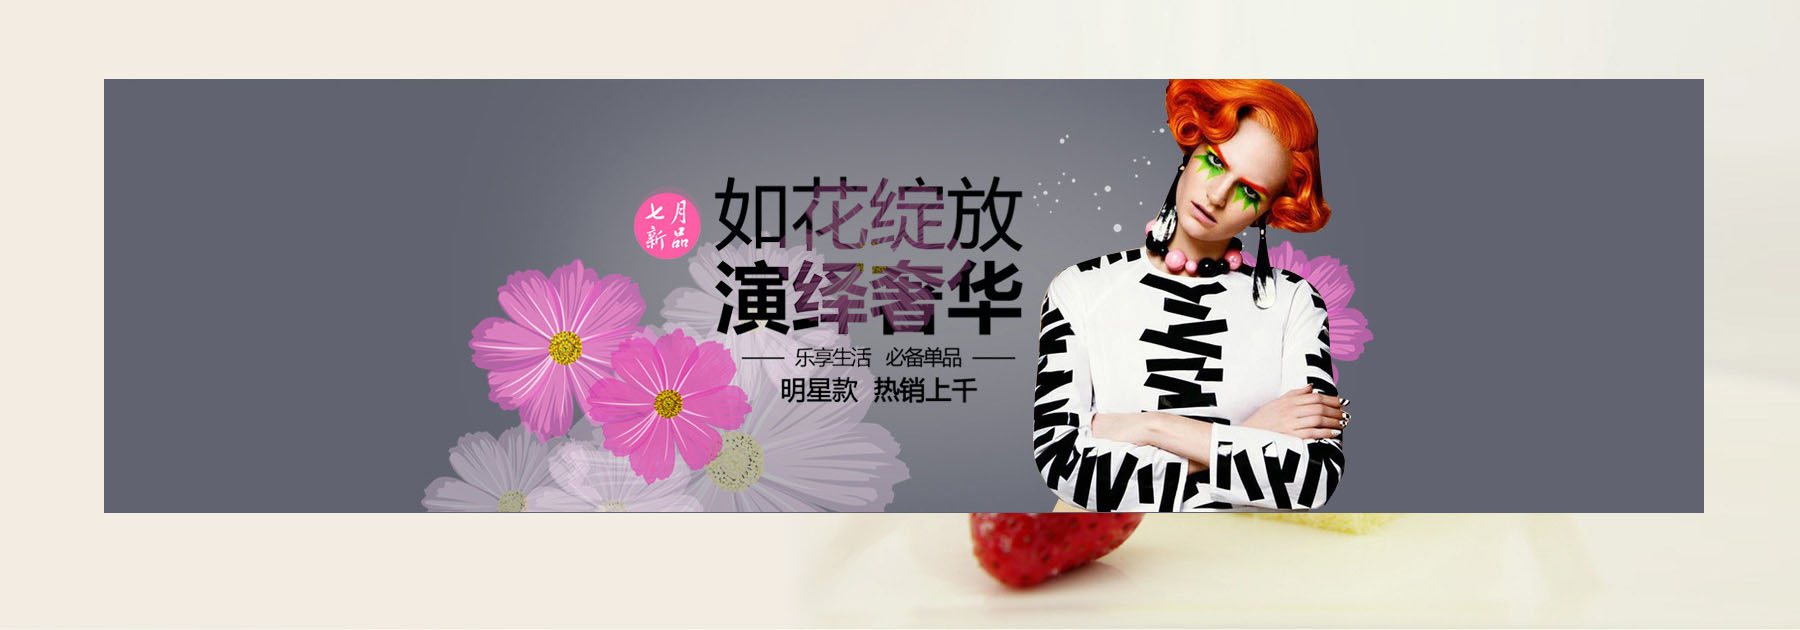 七月
新品
如花绽放
演绎奢华
乐享生活 必备单品
明星款 热销上千